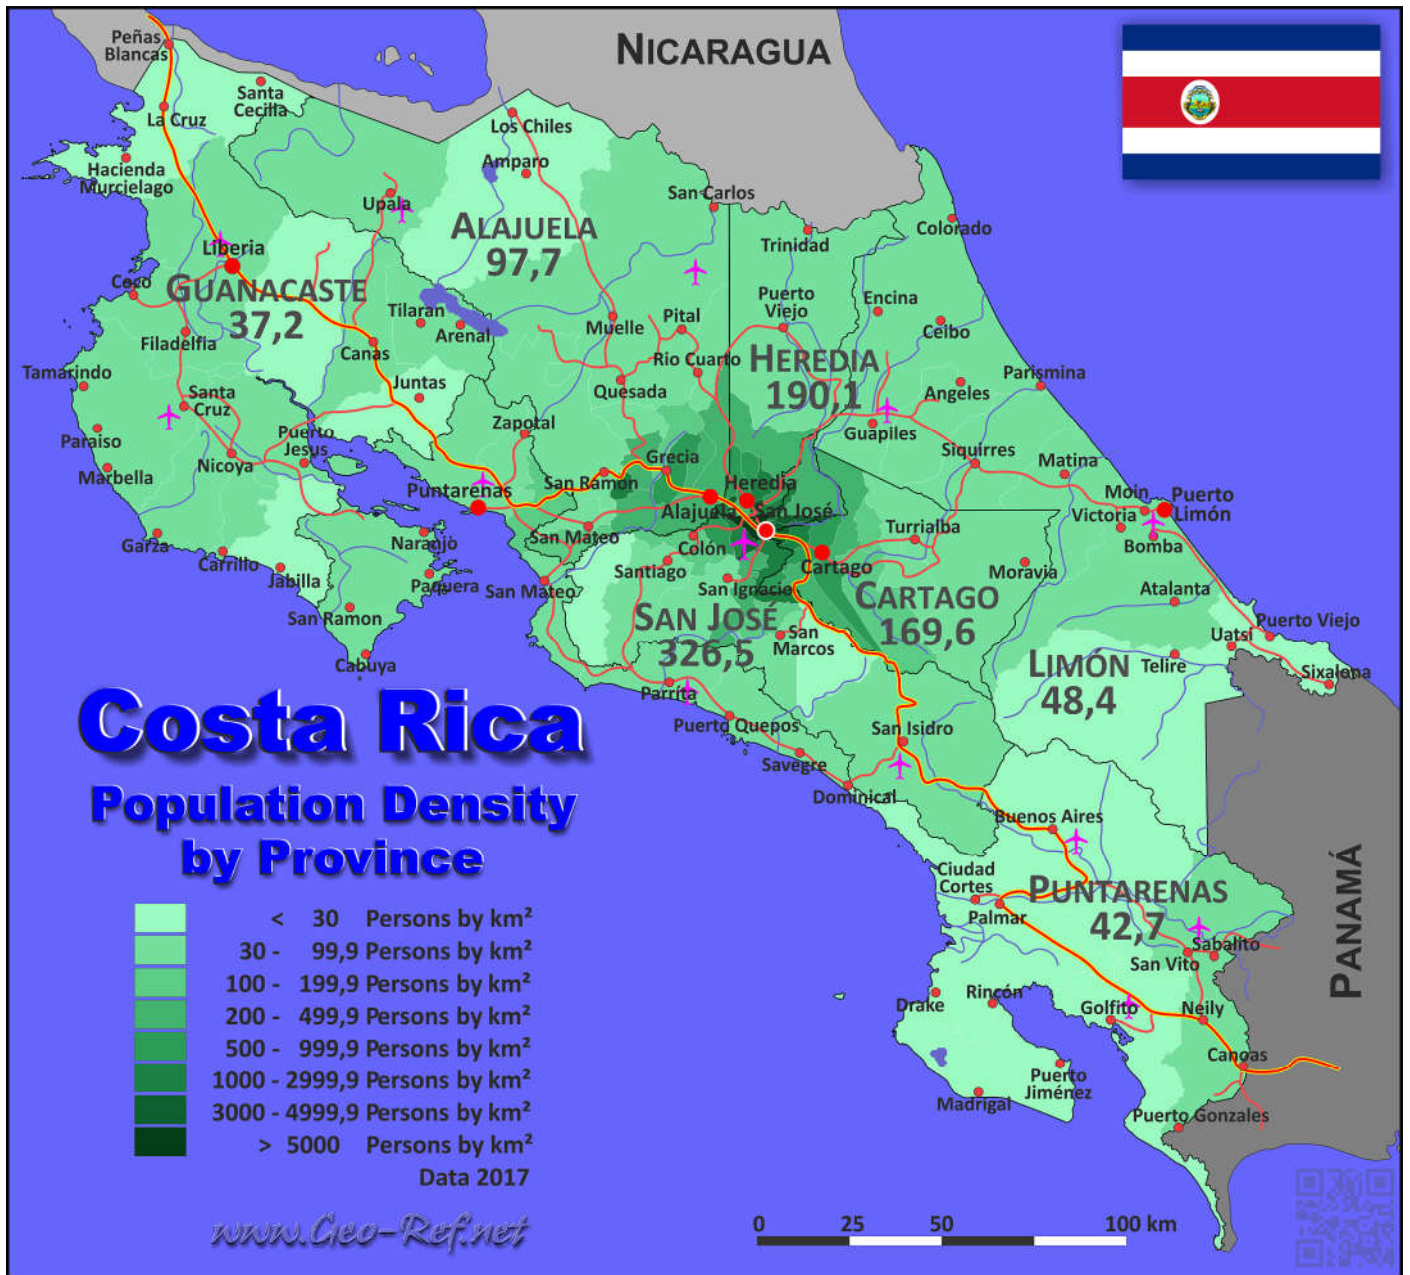 Peñas
Blancas
NICARAGUA
Santa
Cecilia
La Cruz
Los Chiles
Hacienda
Murcielago
Amparo
San Carlos
Upala
ALAJUELA
97,7
Colorado
Trinidad
Liberia
Coco
GUANACASTE
37,2
Tilaran
Arenal
Puerto
Viejo
Encina
Muelle
Pital
Ceibo
Filadelfia
Canas
Rio Cuarto
HEREDIA
190,1
Tamarindo
Juntas
Quesada
Angeles
Parismina
Santa
Cruz
Zapotal
Guapiles
Paraiso
Puerto
Jesus
Siquirres
Marbella
Nicoya
Grecia
Matina
San Ramon
Heredia
Puntarenas
Moin
Puerto
Limón
Alajuela
San José
Victoria
Turrialba
Garza
Naranjo
San Mateo
Colón
Bomba
Carrillo
Santiago
Cartago
Moravia
Jabilla
Paquera
San Mateo
San Ignacio
CARTAGO
169,6
Atalanta
San Ramon
SAN JOSÉ
326,5
San
Marcos
Puerto Viejo
Uatsi
Cabuya
LIMÓN
48,4
Telire
Sixalona
Parrita
Costa Rica
Puerto Quepos
San Isidro
Savegre
Population Density
by Province
Dominical
Buenos Aires
Ciudad
Cortes
PUNTARENAS
42,7
Palmar
PANAMÁ
Sabalito
San Vito
Drake
Rincón
Golfito
Neily
Canoas
Puerto
Jiménez
Madrigal
Puerto Gonzales
< 30 Persons by km²
30 - 99,9 Persons by km²
100 - 199,9 Persons by km²
200 - 499,9 Persons by km²
500 - 999,9 Persons by km²
1000 - 2999,9 Persons by km²
3000 - 4999,9 Persons by km²
> 5000 Persons by km²
Data 2017
www.Geo-Ref.net
0 25 50 100 km